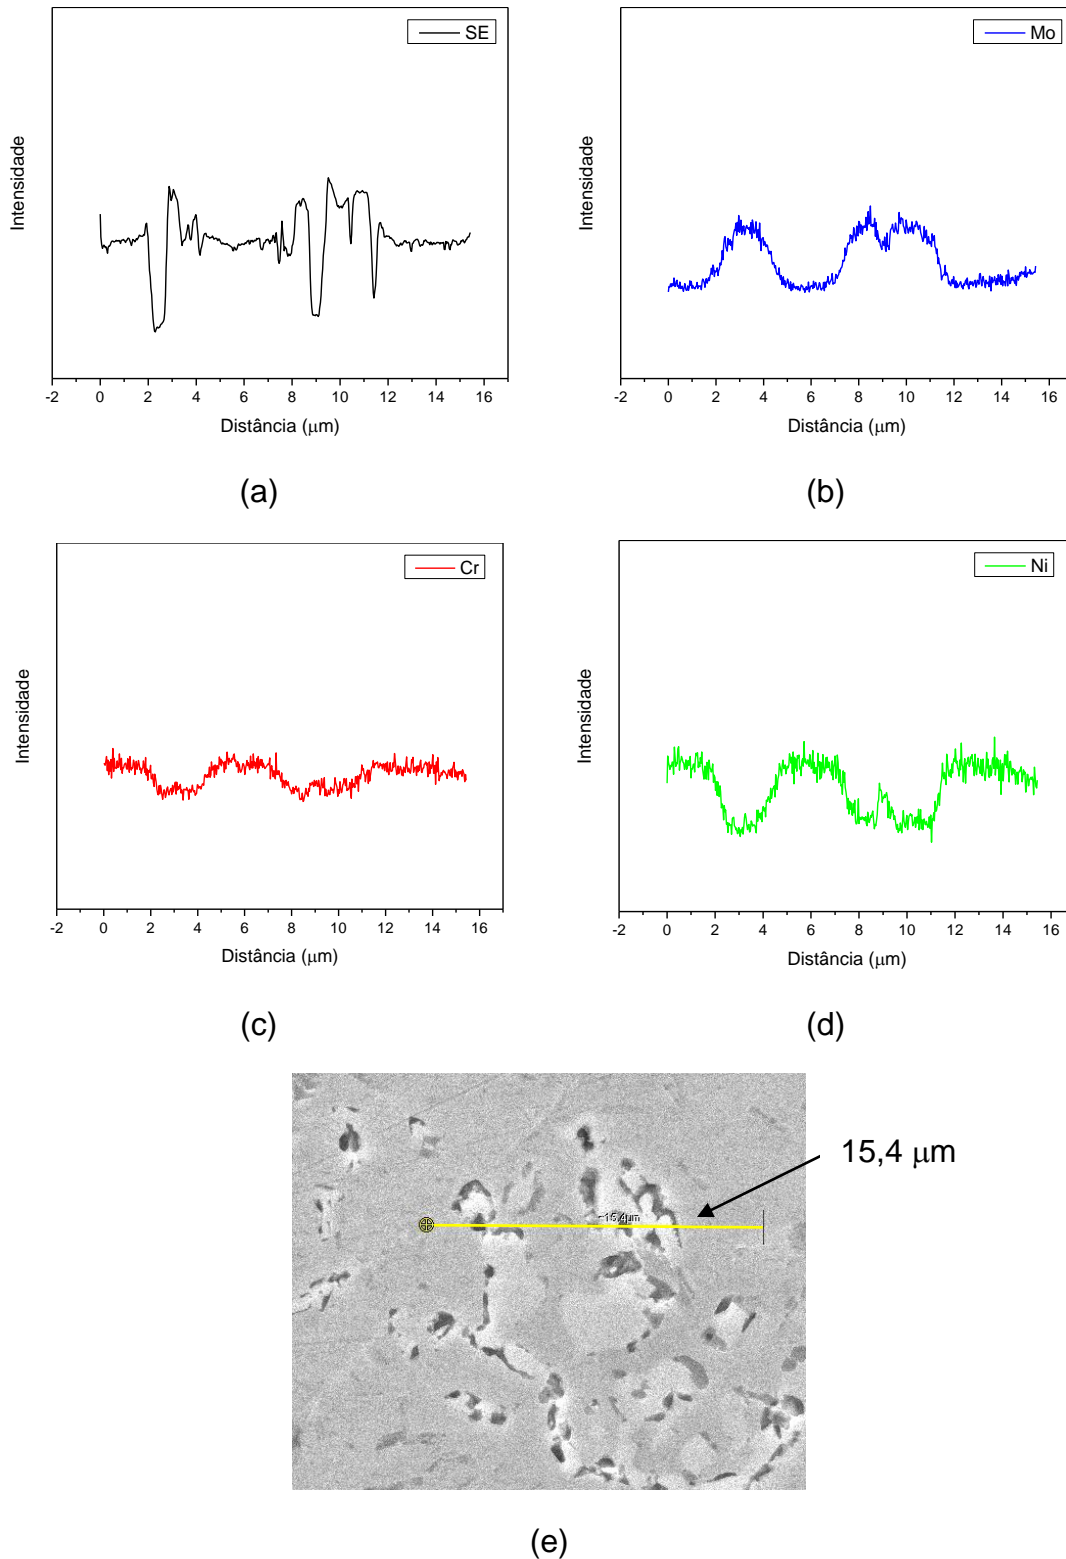 SE
Intensidade
-2 0 2 4 6 8 10 12 14 16
Distância (μm)
(a)
Mo
Intensidade
-2 0 2 4 6 8 10 12 14 16
Distância (μm)
(b)
Cr
Intensidade
-2 0 2 4 6 8 10 12 14 16
Distância (μm)
(c)
Ni
Intensidade
-2 0 2 4 6 8 10 12 14 16
Distância (μm)
(d)
15,4 μm
~15.4μm
(e)